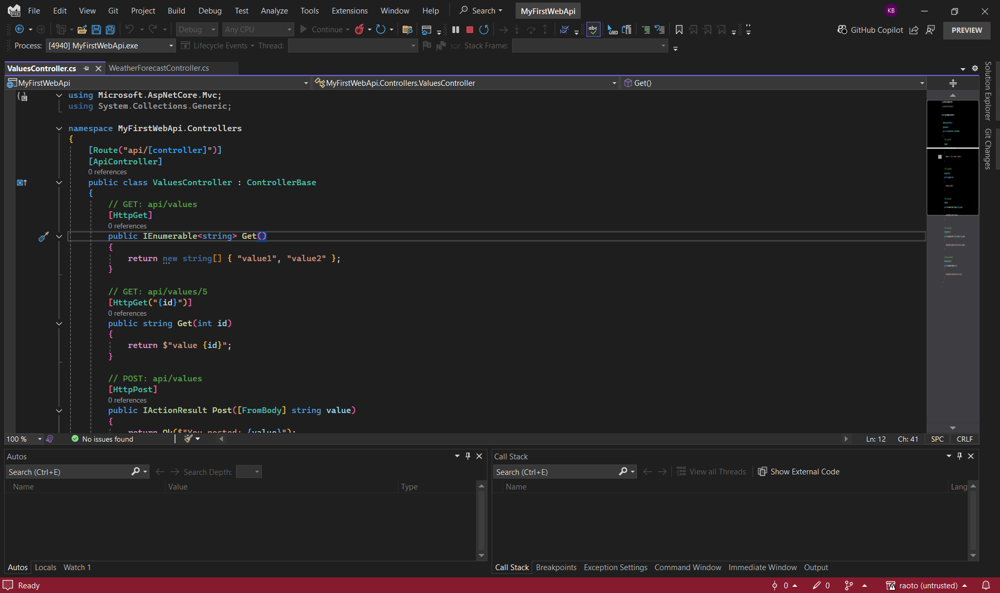 File Edit View Git Project Build Debug Test Analyze Tools Extensions Window Help Search MyFirstWebApi KB
Debug Any CPU Continue abc GitHub Copilot PREVIEW
Process: [4940] MyFirstWebApi.exe Lifecycle Events Thread: Stack Frame:
ValuesController.cs WeatherForecastController.cs
MyFirstWebApi MyFirstWebApi.Controllers.ValuesController Get()
using Microsoft.AspNetCore.Mvc;
using System.Collections.Generic;
namespace MyFirstWebApi.Controllers
{
[Route("api/[controller]")]
[ApiController]
0 references
public class ValuesController : ControllerBase
{
// GET: api/values
[HttpGet]
0 references
public IEnumerable<string> Get()
{
return new string[] { "value1", "value2" };
}
// GET: api/values/5
[HttpGet("{id}")]
0 references
public string Get(int id)
{
return $"value {id}";
}
// POST: api/values
[HttpPost]
0 references
public IActionResult Post([FromBody] string value)
{
return Ok($"You posted: {value}");
Solution Explorer
Git Changes
100 % No issues found Ln: 12 Ch: 41 SPC CRLF
Autos
Search (Ctrl+E) Search Depth:
Name Value Type
Autos Locals Watch 1
Call Stack
Search (Ctrl+E) View all Threads Show External Code
Name Lang
Call Stack Breakpoints Exception Settings Command Window Immediate Window Output
Ready 0 0 raoto (untrusted)